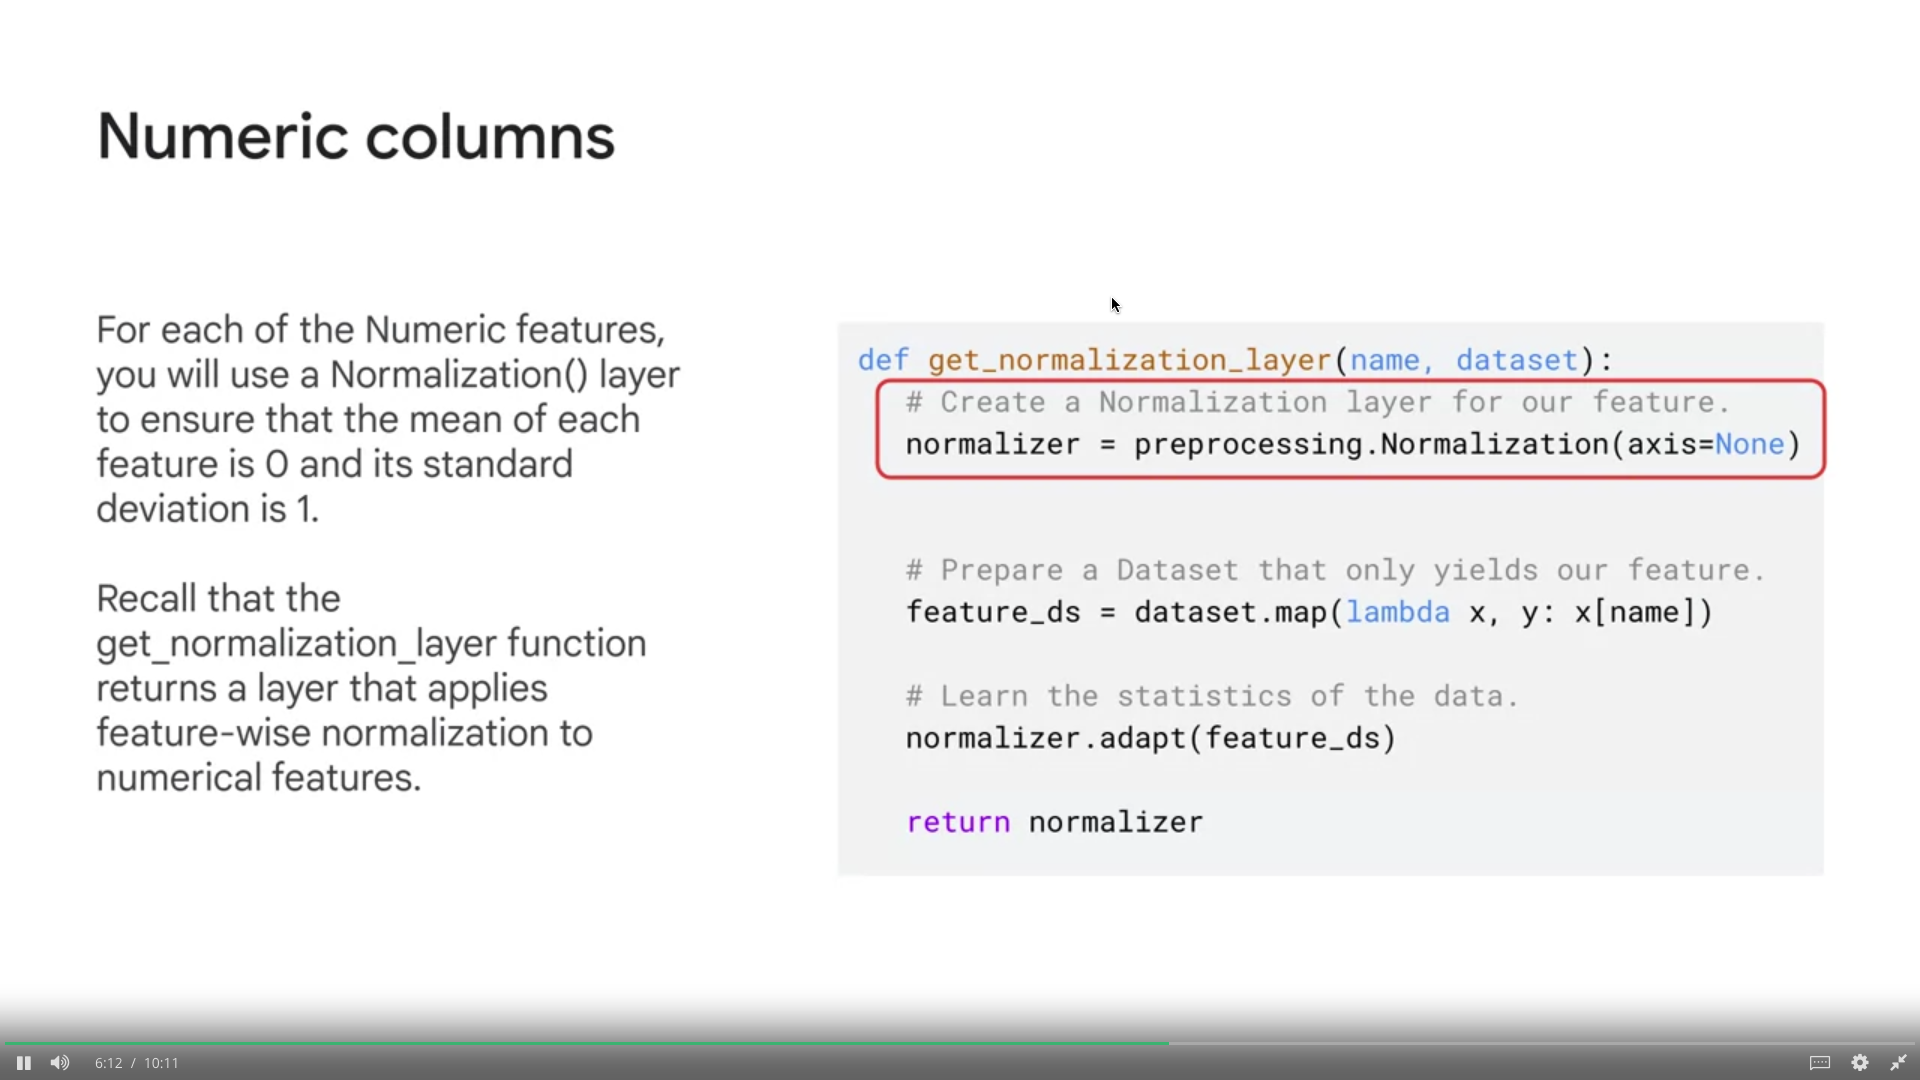 Numeric columns
For each of the Numeric features,
you will use a Normalization() layer
to ensure that the mean of each
feature is 0 and its standard
deviation is 1.
Recall that the
get_normalization_layer function
returns a layer that applies
feature-wise normalization to
numerical features.
def get_normalization_layer(name, dataset):
# Create a Normalization layer for our feature.
normalizer = preprocessing.Normalization(axis=None)
# Prepare a Dataset that only yields our feature.
feature_ds = dataset.map(lambda x, y: x[name])
# Learn the statistics of the data.
normalizer.adapt(feature_ds)
return normalizer
6:12 / 10:11